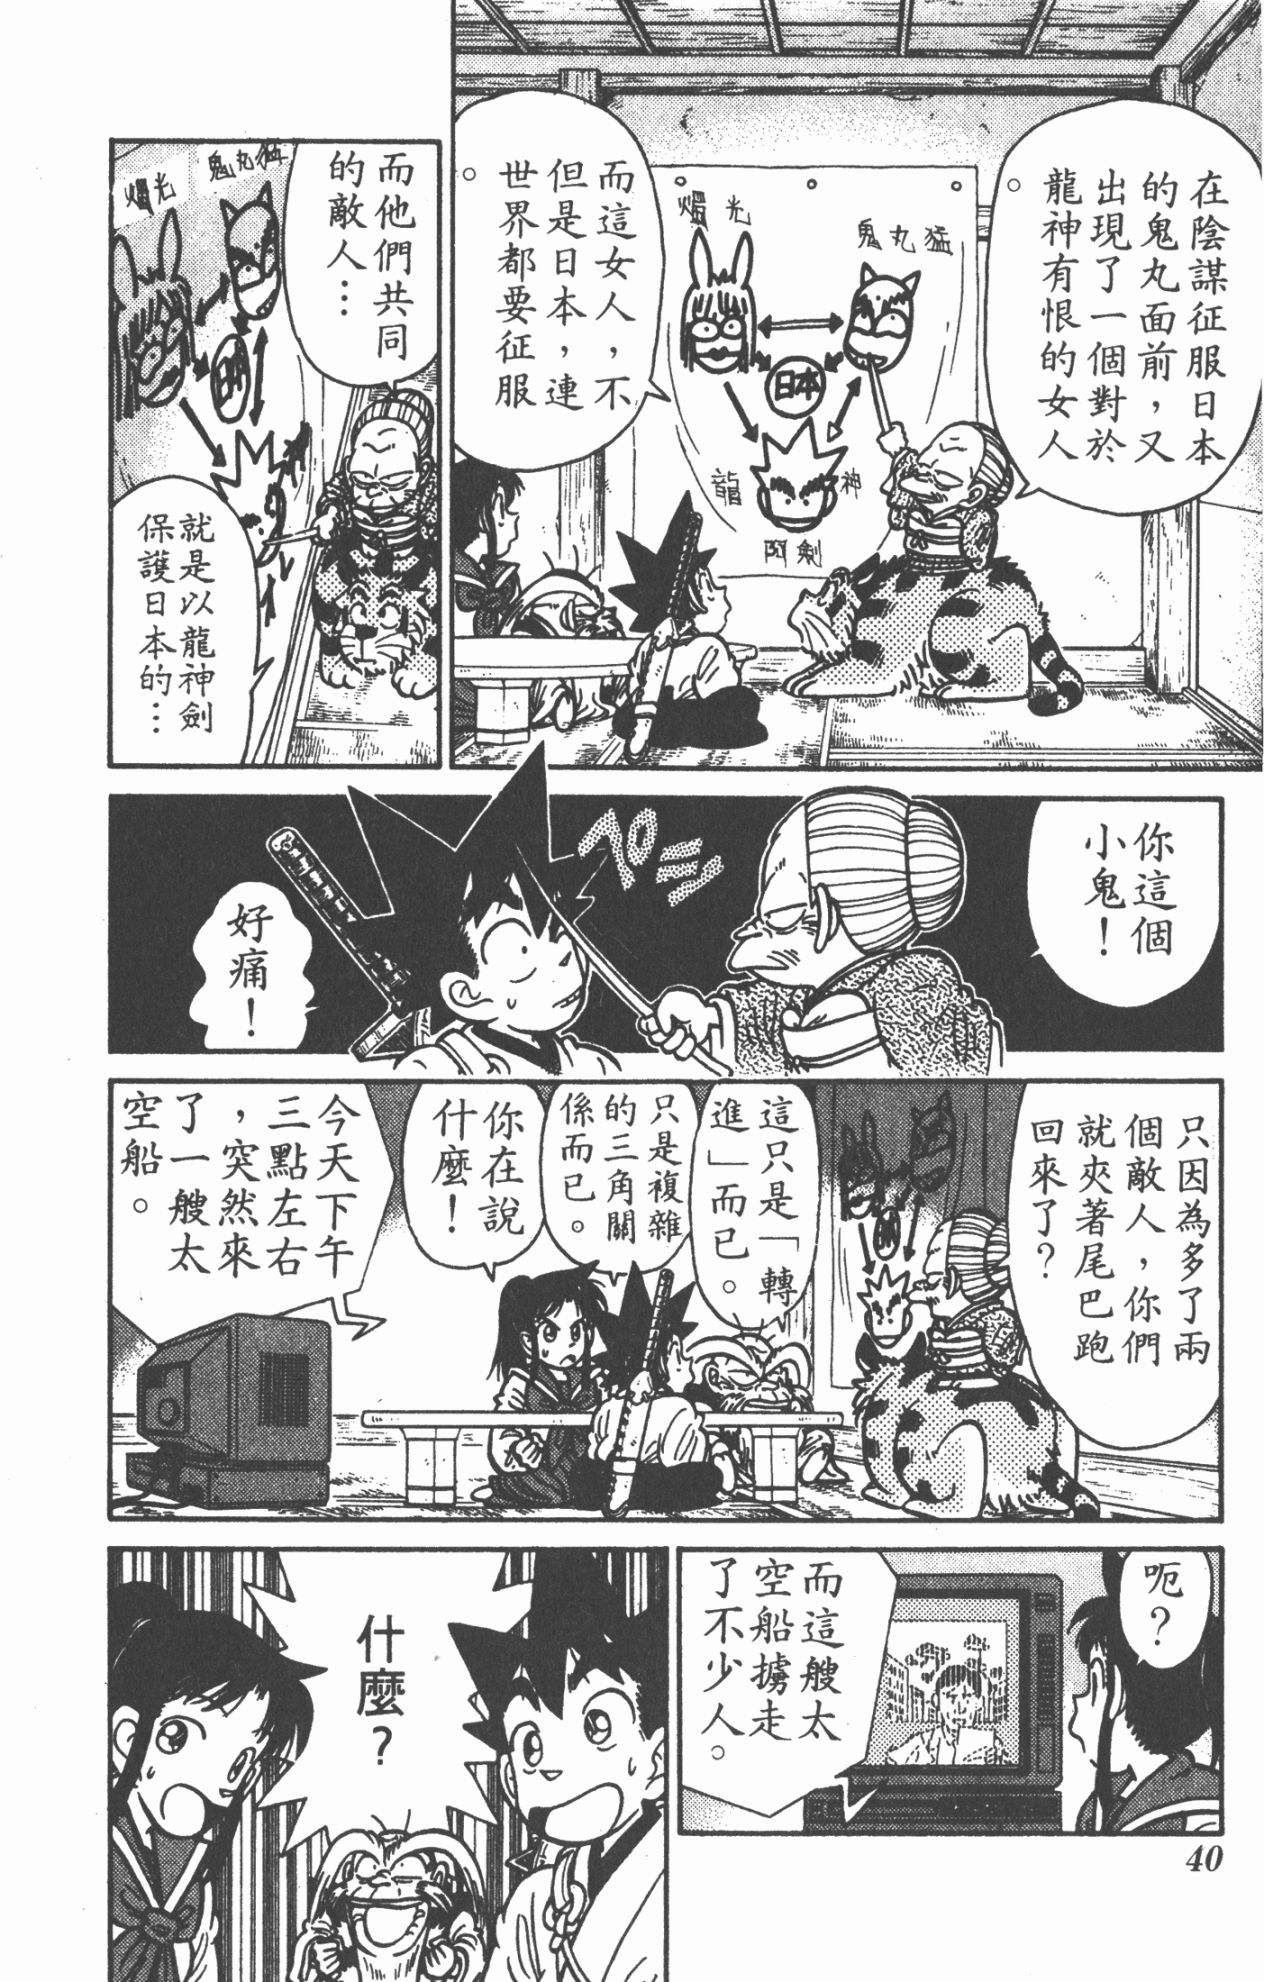 在陰謀征服日本
的鬼丸面前，又
出現了一個對於
龍神有恨的女人
。
而這女人，不
但是日本，連
世界都要征服
。
燭光
鬼丸猛
日本
龍神
閃劍
而他們共同
的敵人…
燭光
鬼丸猛
就是以龍神劍
保護日本的…
你這個
小鬼！
ペシ
好痛！
只因為多了兩
個敵人，你們
就夾著尾巴跑
回來了？
這只是「轉
進」而已。
只是複雜
的三角關
係而已。
你在說
什麼！
今天下午
三點左右
，突然來
了一艘太
空船。
呃？
而這艘太
空船擄走
了不少人。
什麼？
40